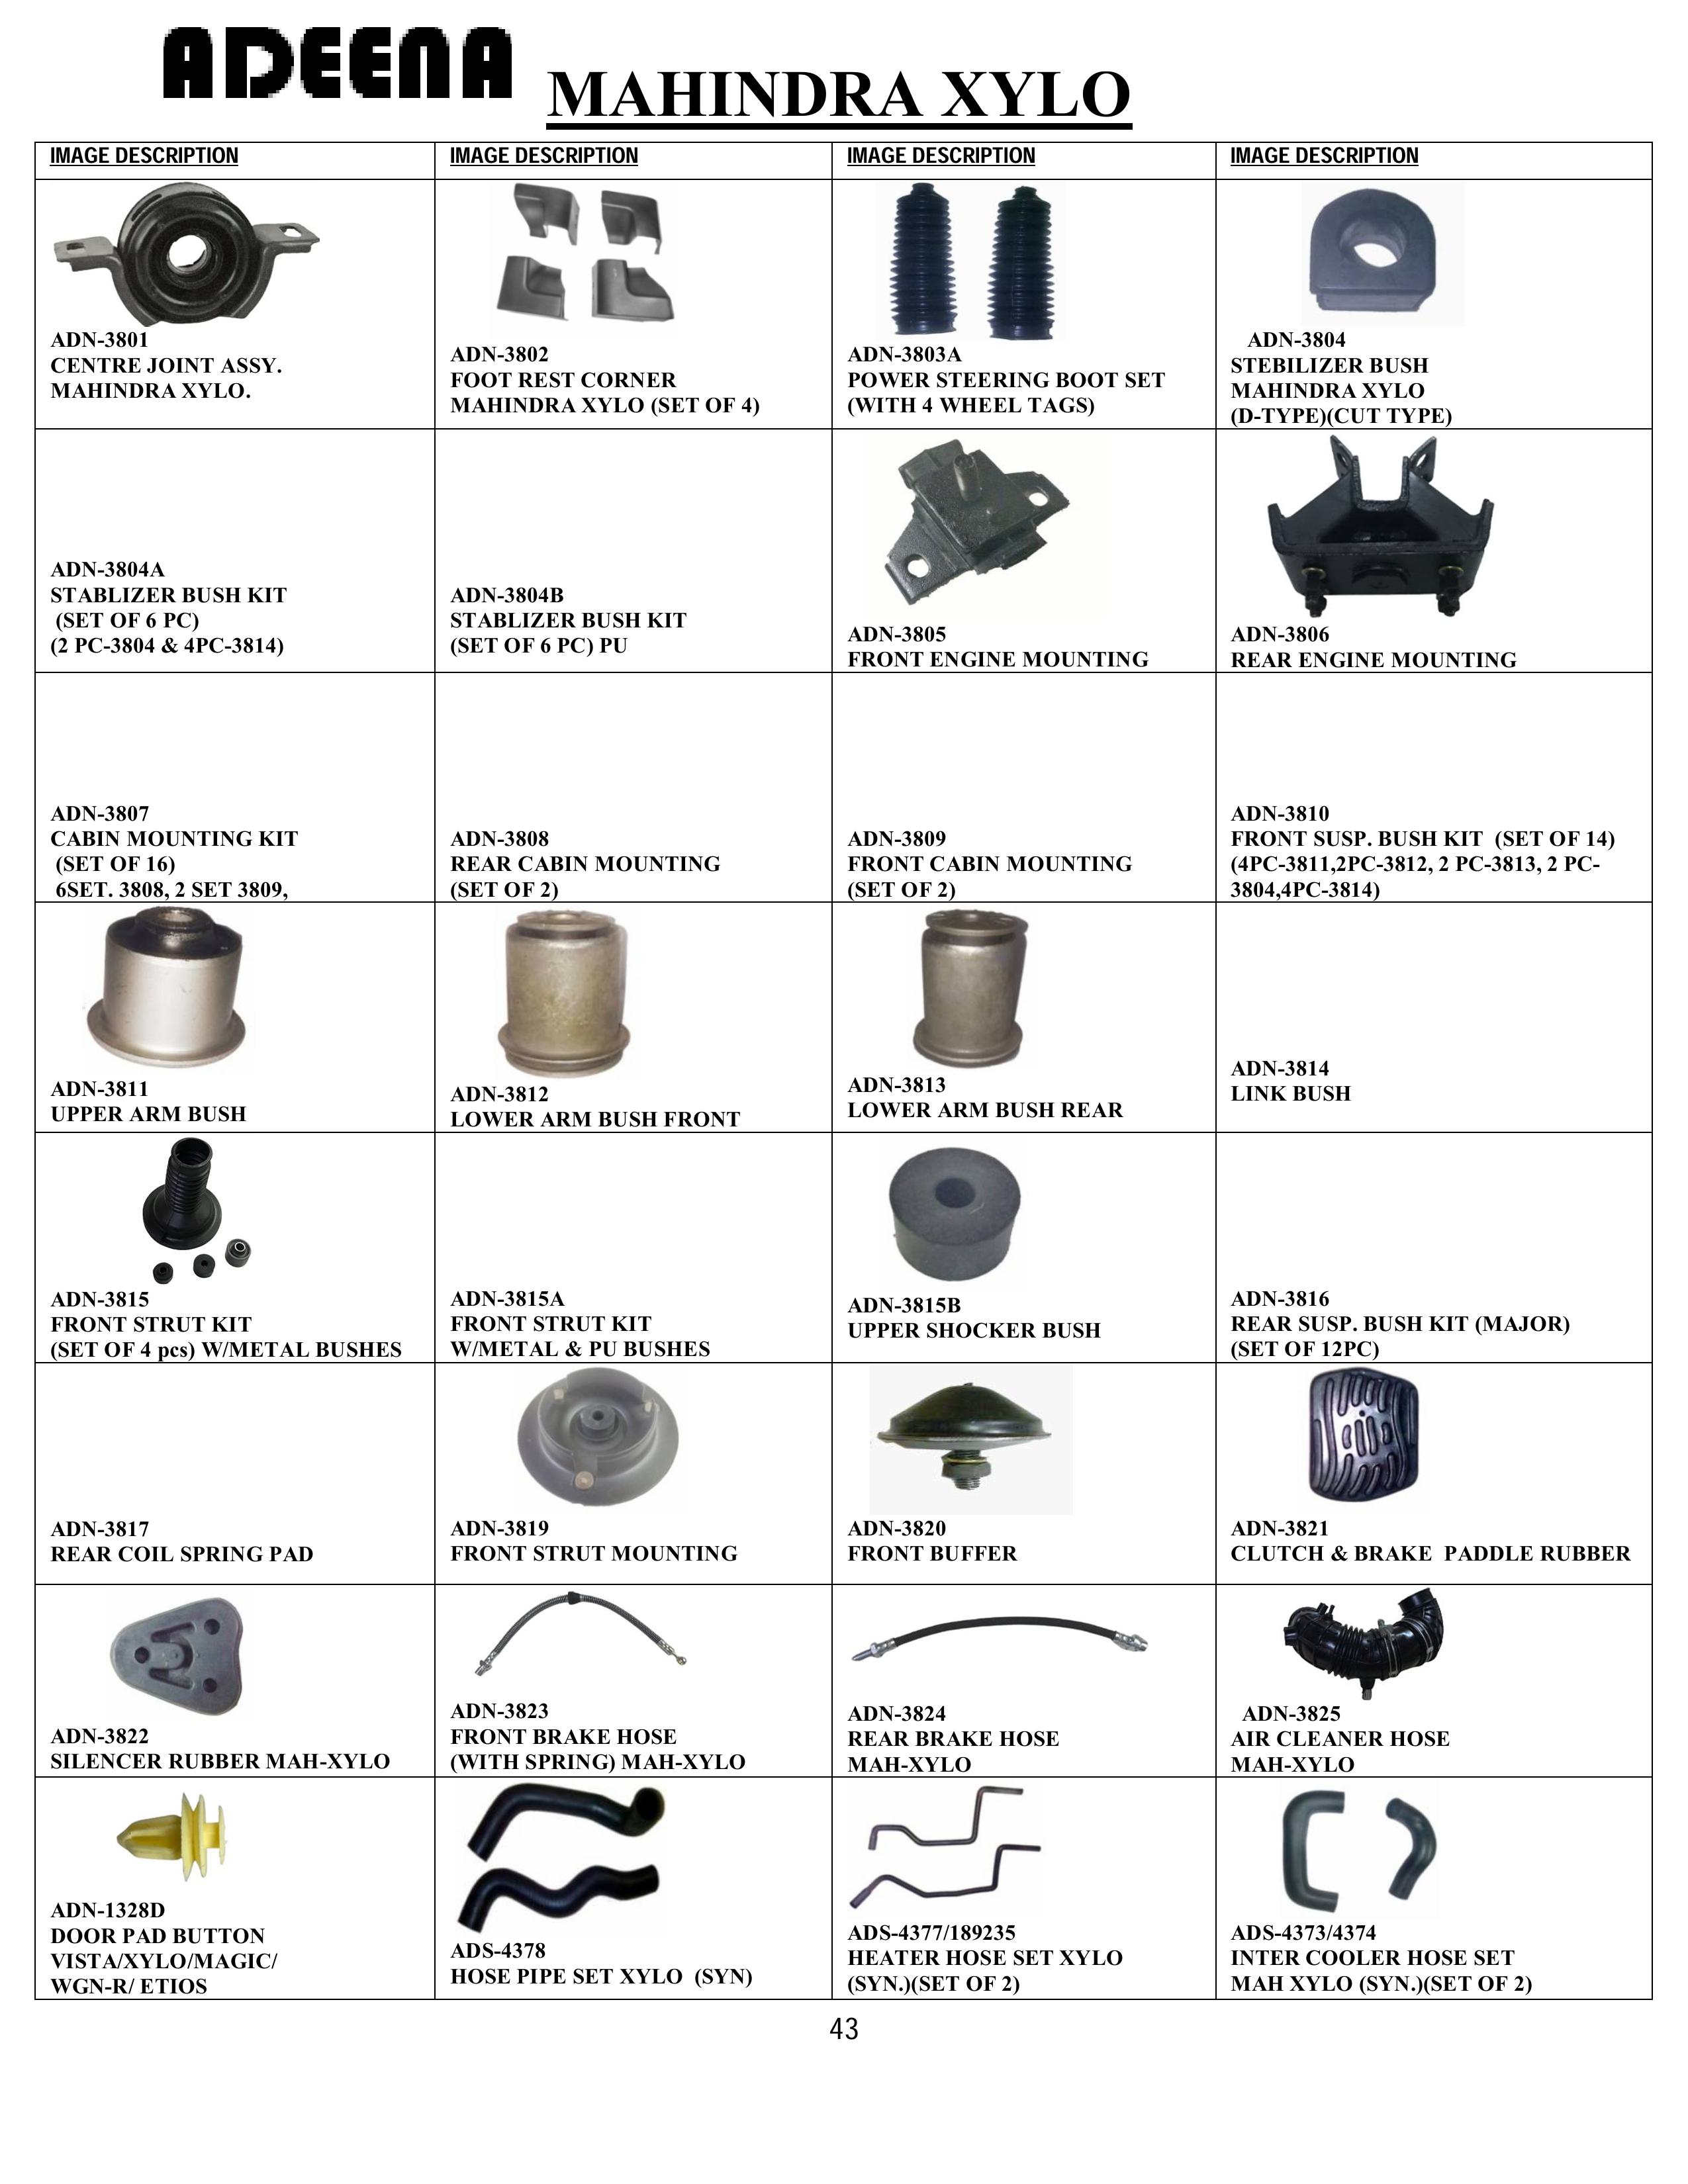 ADEENA
MAHINDRA XYLO
IMAGE DESCRIPTION
IMAGE DESCRIPTION
IMAGE DESCRIPTION
IMAGE DESCRIPTION
ADN-3801
CENTRE JOINT ASSY.
MAHINDRA XYLO.
ADN-3802
FOOT REST CORNER
MAHINDRA XYLO (SET OF 4)
ADN-3803A
POWER STEERING BOOT SET
(WITH 4 WHEEL TAGS)
ADN-3804
STEBILIZER BUSH
MAHINDRA XYLO
(D-TYPE)(CUT TYPE)
ADN-3804A
STABLIZER BUSH KIT
(SET OF 6 PC)
(2 PC-3804 & 4PC-3814)
ADN-3804B
STABLIZER BUSH KIT
(SET OF 6 PC) PU
ADN-3805
FRONT ENGINE MOUNTING
ADN-3806
REAR ENGINE MOUNTING
ADN-3807
CABIN MOUNTING KIT
(SET OF 16)
6SET. 3808, 2 SET 3809,
ADN-3808
REAR CABIN MOUNTING
(SET OF 2)
ADN-3809
FRONT CABIN MOUNTING
(SET OF 2)
ADN-3810
FRONT SUSP. BUSH KIT (SET OF 14)
(4PC-3811,2PC-3812, 2 PC-3813, 2 PC-
3804,4PC-3814)
ADN-3811
UPPER ARM BUSH
ADN-3812
LOWER ARM BUSH FRONT
ADN-3813
LOWER ARM BUSH REAR
ADN-3814
LINK BUSH
ADN-3815
FRONT STRUT KIT
(SET OF 4 pcs) W/METAL BUSHES
ADN-3815A
FRONT STRUT KIT
W/METAL & PU BUSHES
ADN-3815B
UPPER SHOCKER BUSH
ADN-3816
REAR SUSP. BUSH KIT (MAJOR)
(SET OF 12PC)
ADN-3817
REAR COIL SPRING PAD
ADN-3819
FRONT STRUT MOUNTING
ADN-3820
FRONT BUFFER
ADN-3821
CLUTCH & BRAKE PADDLE RUBBER
ADN-3822
SILENCER RUBBER MAH-XYLO
ADN-3823
FRONT BRAKE HOSE
(WITH SPRING) MAH-XYLO
ADN-3824
REAR BRAKE HOSE
MAH-XYLO
ADN-3825
AIR CLEANER HOSE
MAH-XYLO
ADN-1328D
DOOR PAD BUTTON
VISTA/XYLO/MAGIC/
WGN-R/ ETIOS
ADS-4378
HOSE PIPE SET XYLO (SYN)
ADS-4377/189235
HEATER HOSE SET XYLO
(SYN.)(SET OF 2)
ADS-4373/4374
INTER COOLER HOSE SET
MAH XYLO (SYN.)(SET OF 2)
43